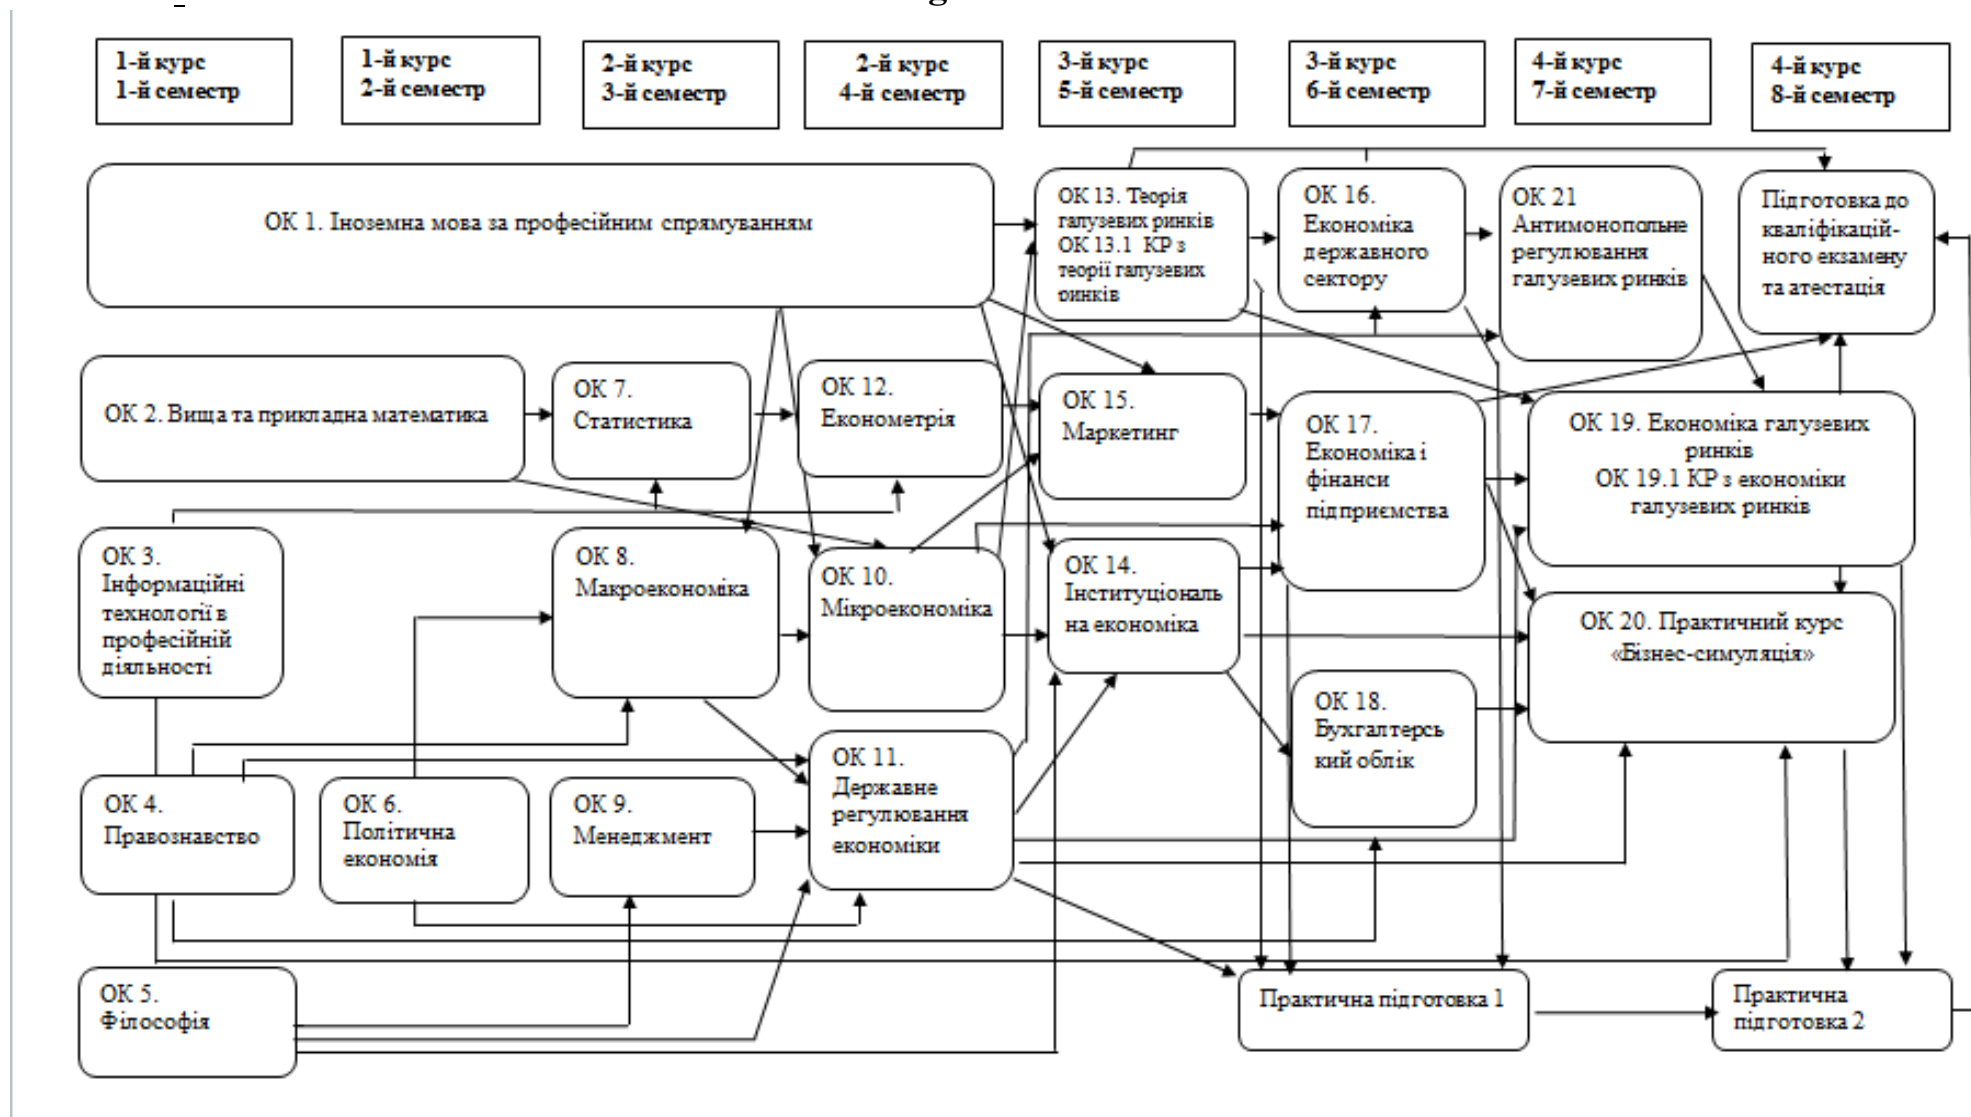 1-й курс
1-й семестр
1-й курс
2-й семестр
2-й курс
3-й семестр
2-й курс
4-й семестр
3-й курс
5-й семестр
3-й курс
6-й семестр
4-й курс
7-й семестр
4-й курс
8-й семестр
ОК 1. Іноземна мова за професійним спрямуванням
ОК 13. Теорія
галузевих ринків
ОК 13.1 КР з
теорії галузевих
ринків
ОК 16.
Економіка
державного
сектору
ОК 21
Антимонопольне
регулювання
галузевих ринків
Підготовка до
кваліфікацій-
ного екзамену
та атестація
ОК 2. Вища та прикладна математика
ОК 7.
Статистика
ОК 12.
Економетрія
ОК 15.
Маркетинг
ОК 17.
Економіка і
фінанси
підприємства
ОК 19. Економіка галузевих
ринків
ОК 19.1 КР з економіки
галузевих ринків
ОК 3.
Інформаційні
технології в
професійній
діяльності
ОК 8.
Макроекономіка
ОК 10.
Мікроекономіка
ОК 14.
Інституціональ
на економіка
ОК 20. Практичний курс
«Бізнес-симуляція»
ОК 4.
Правознавство
ОК 6.
Політична
економія
ОК 9.
Менеджмент
ОК 11.
Державне
регулювання
економіки
ОК 18.
Бухгалтерсь
кий облік
ОК 5.
Філософія
Практична підготовка 1
Практична
підготовка 2